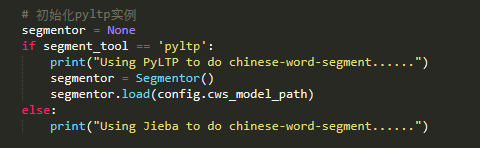 # 初始化pyltp实例
segmentor = None
if segment_tool == 'pyltp':
    print("Using PyLTP to do chinese-word-segment......")
    segmentor = Segmentor()
    segmentor.load(config.cws_model_path)
else:
    print("Using Jieba to do chinese-word-segment......")